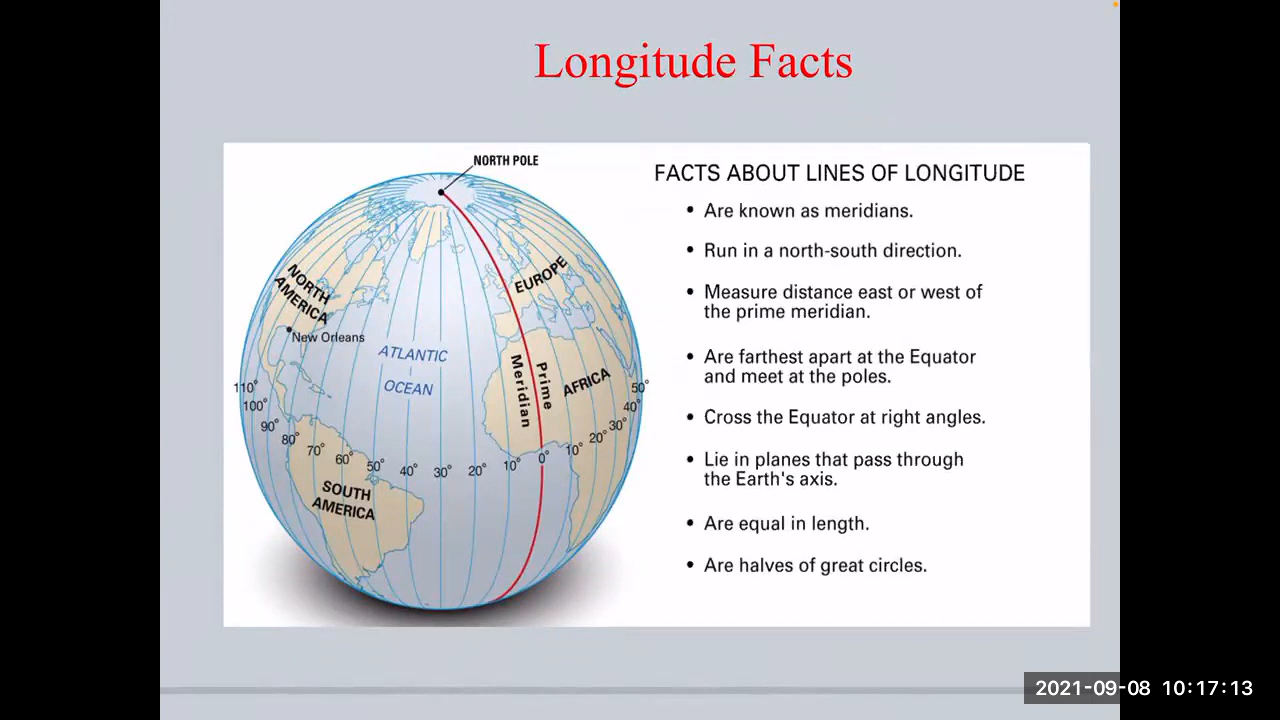 Longitude Facts
NORTH POLE
FACTS ABOUT LINES OF LONGITUDE
• Are known as meridians.
• Run in a north-south direction.
• Measure distance east or west of
the prime meridian.
• Are farthest apart at the Equator
and meet at the poles.
• Cross the Equator at right angles.
• Lie in planes that pass through
the Earth's axis.
• Are equal in length.
• Are halves of great circles.
NORTH
AMERICA
New Orleans
EUROPE
ATLANTIC
OCEAN
Prime
Meridian
AFRICA
110°
100°
90°
80°
70°
60°
50°
40°
30°
20°
10°
0°
10°
20°
30°
40°
50°
SOUTH
AMERICA
2021-09-08 10:17:13